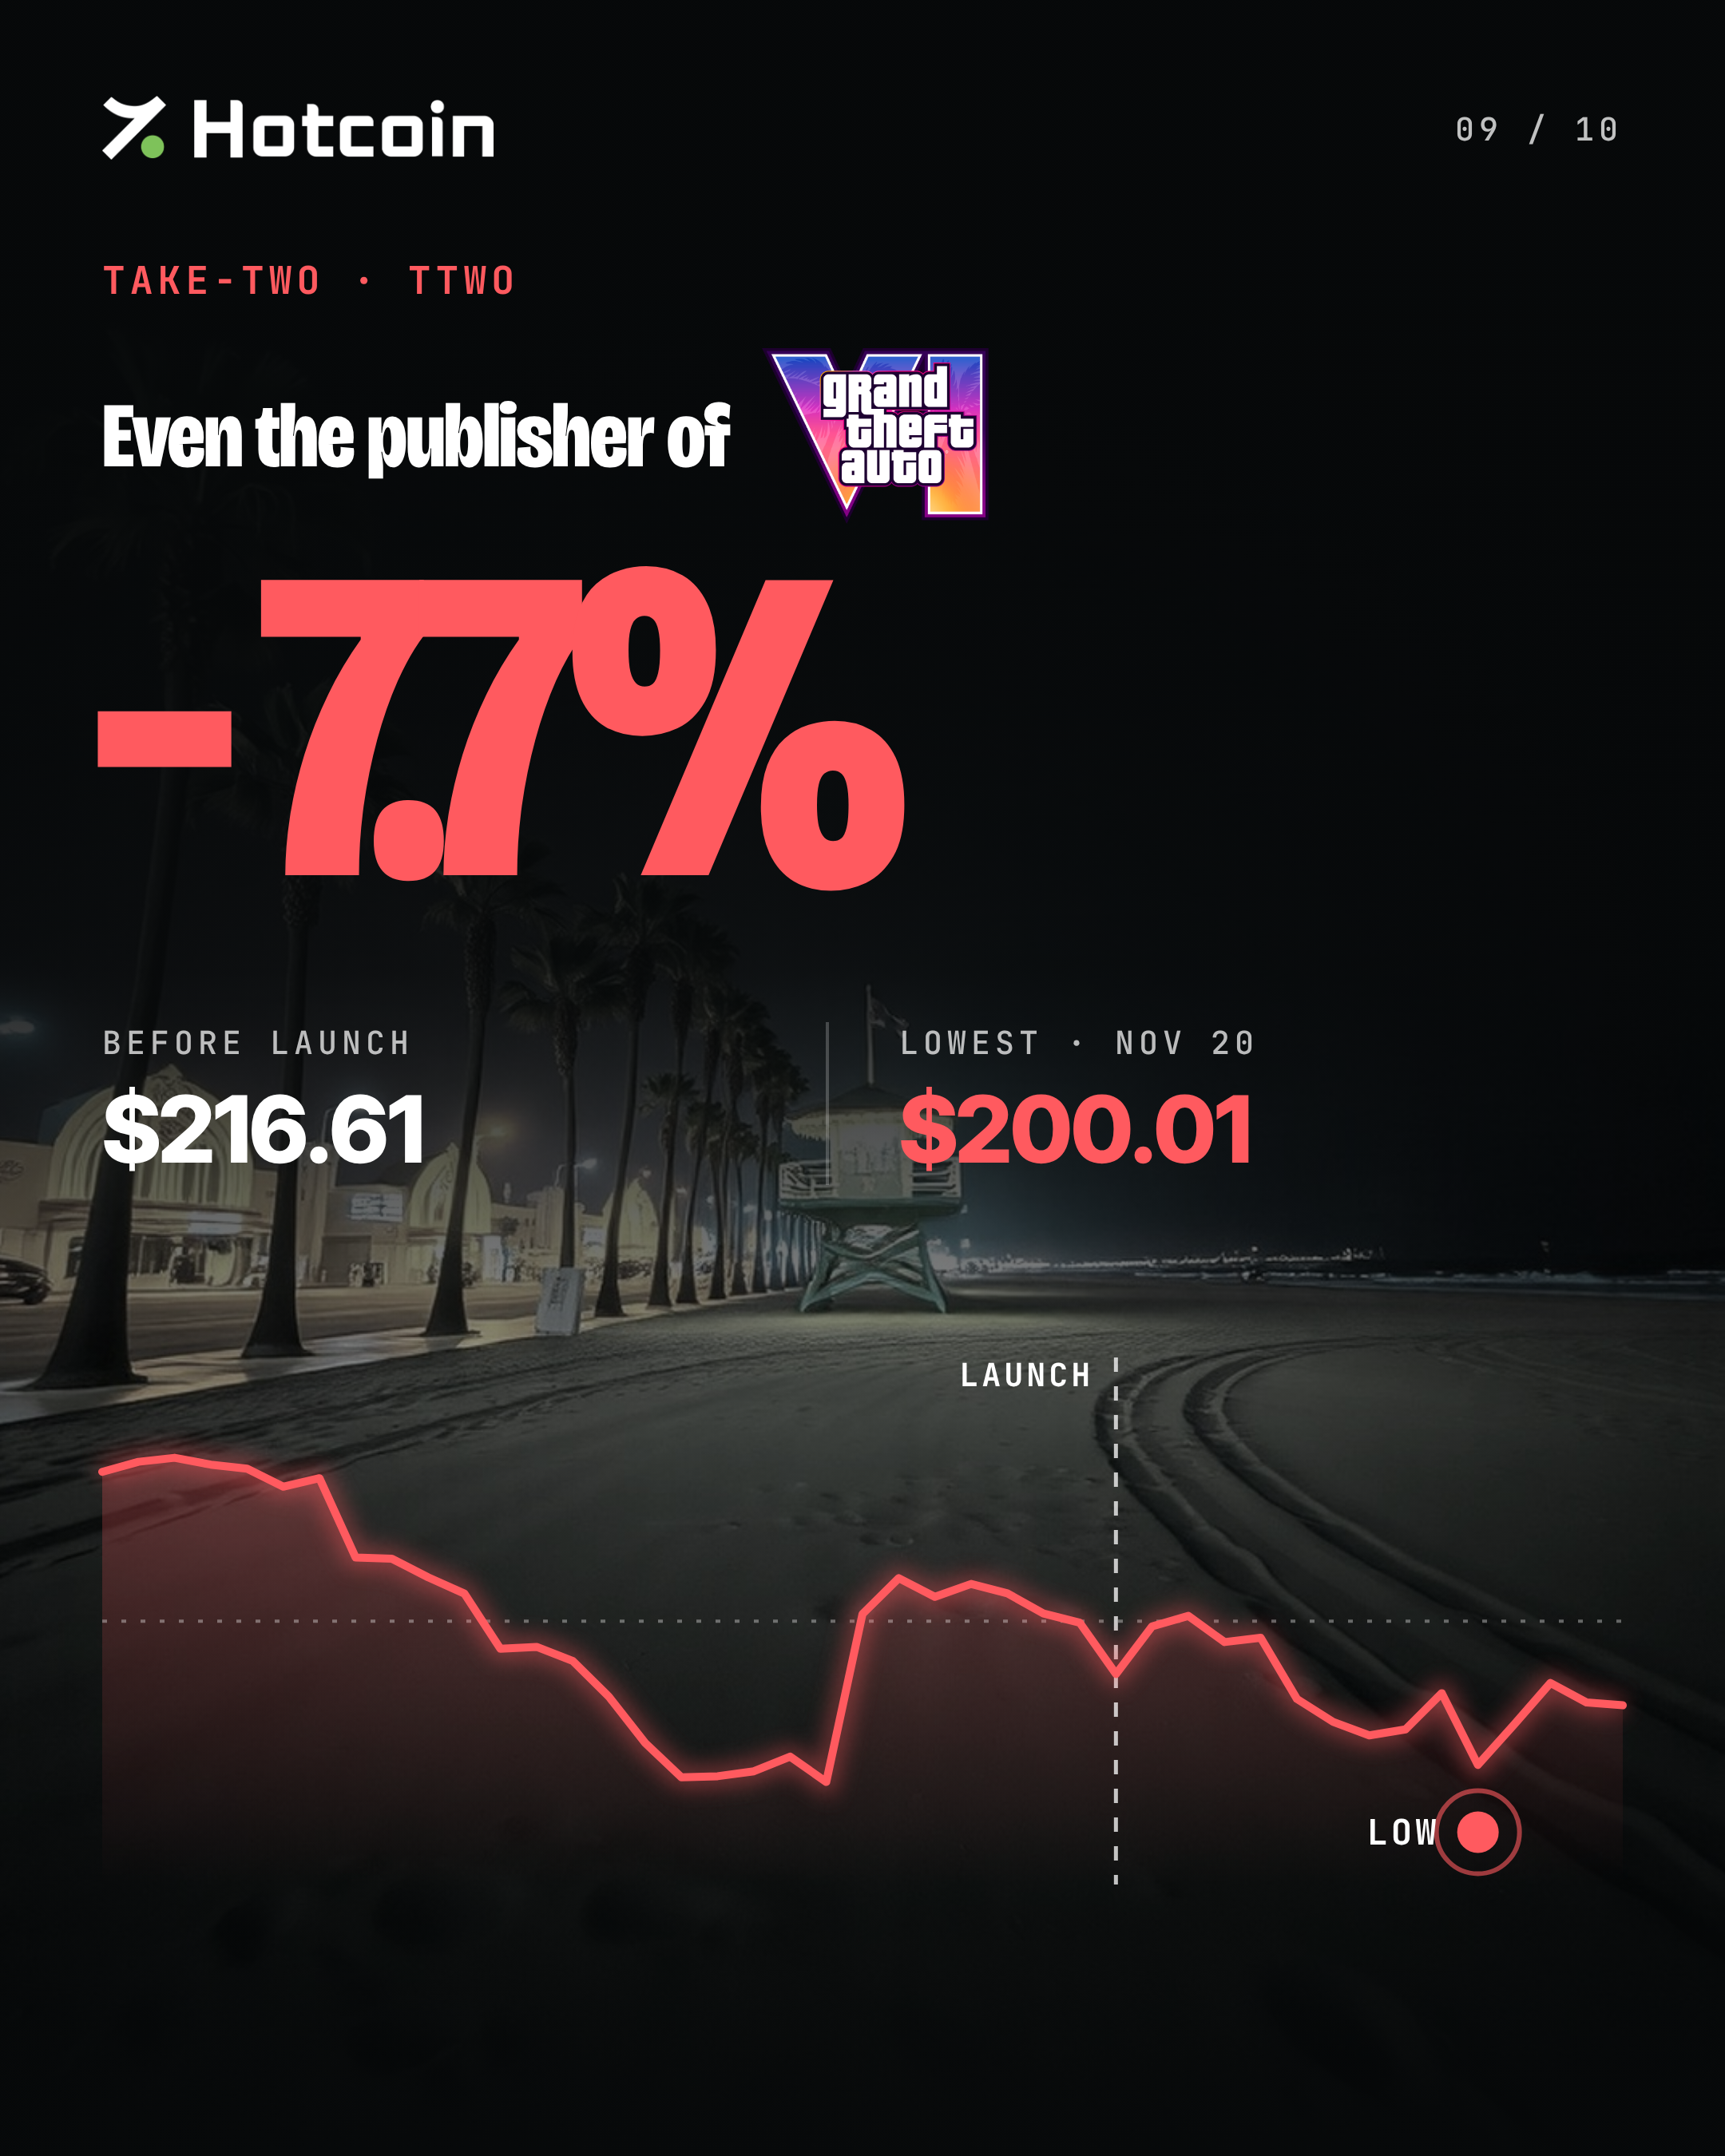 Hotcoin
09 / 10
TAKE-TWO · TTWO
Even the publisher of
VI
grand
theft
auto
-7.7%
BEFORE LAUNCH
LOWEST · NOV 20
$216.61
$200.01
LAUNCH
LOW